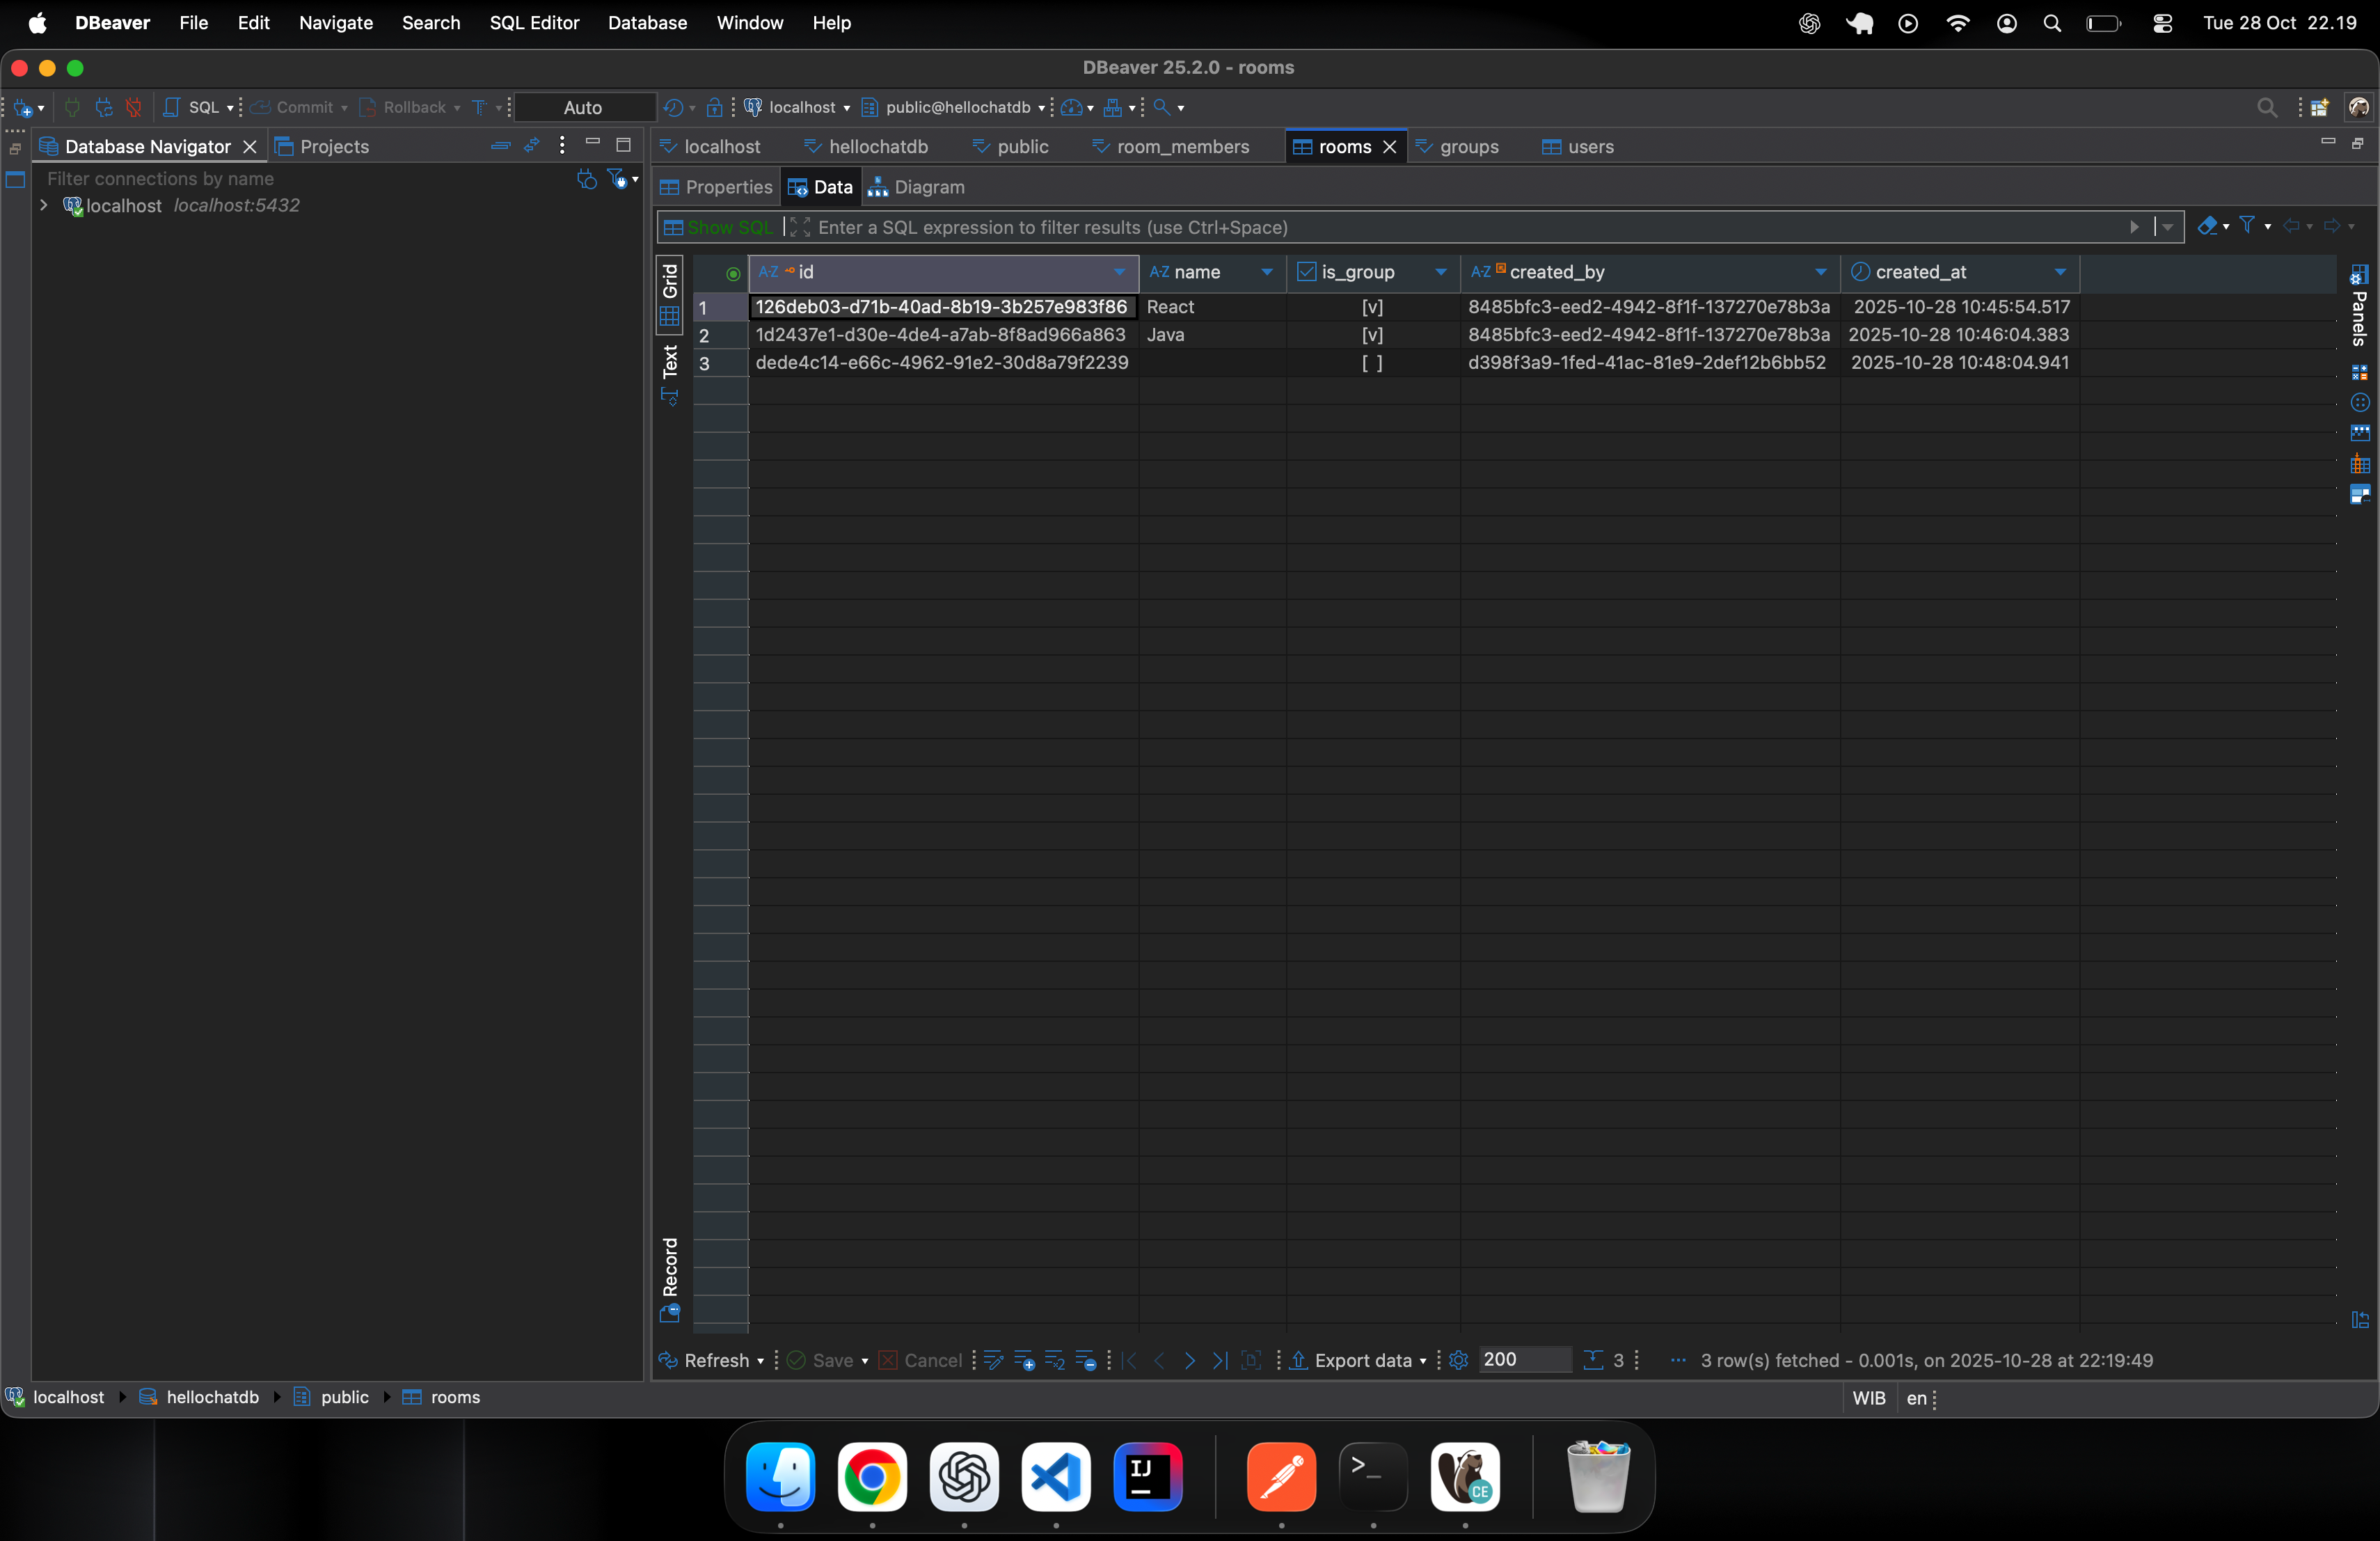 DBeaver File Edit Navigate Search SQL Editor Database Window Help Tue 28 Oct 22.19
DBeaver 25.2.0 - rooms
SQL Commit Rollback Auto localhost public@hellochatdb
Database Navigator Projects localhost hellochatdb public room_members rooms groups users
Filter connections by name
localhost localhost:5432
Properties Data Diagram
Show SQL Enter a SQL expression to filter results (use Ctrl+Space)
Grid
Text
Record
Panels
A-Z id A-Z name is_group A-Z created_by created_at
1 126deb03-d71b-40ad-8b19-3b257e983f86 React [v] 8485bfc3-eed2-4942-8f1f-137270e78b3a 2025-10-28 10:45:54.517
2 1d2437e1-d30e-4de4-a7ab-8f8ad966a863 Java [v] 8485bfc3-eed2-4942-8f1f-137270e78b3a 2025-10-28 10:46:04.383
3 dede4c14-e66c-4962-91e2-30d8a79f2239 [ ] d398f3a9-1fed-41ac-81e9-2def12b6bb52 2025-10-28 10:48:04.941
Refresh Save Cancel Export data 200 3 ... 3 row(s) fetched - 0.001s, on 2025-10-28 at 22:19:49
localhost hellochatdb public rooms WIB en
IJ
>_
CE